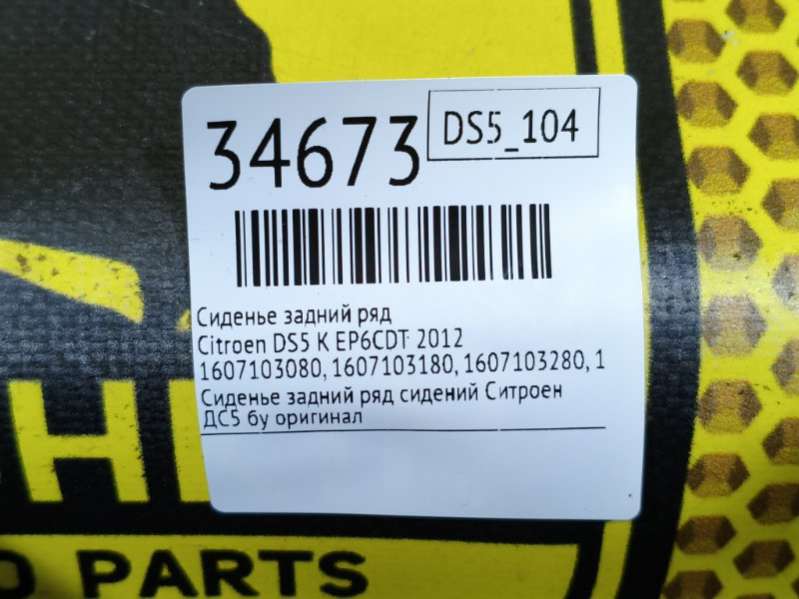 34673
DS5_104
Сиденье задний ряд
Citroen DS5 K EP6CDT 2012
1607103080, 1607103180, 1607103280, 1
Сиденье задний ряд сидений Ситроен
ДС5 бу оригинал
PARTS